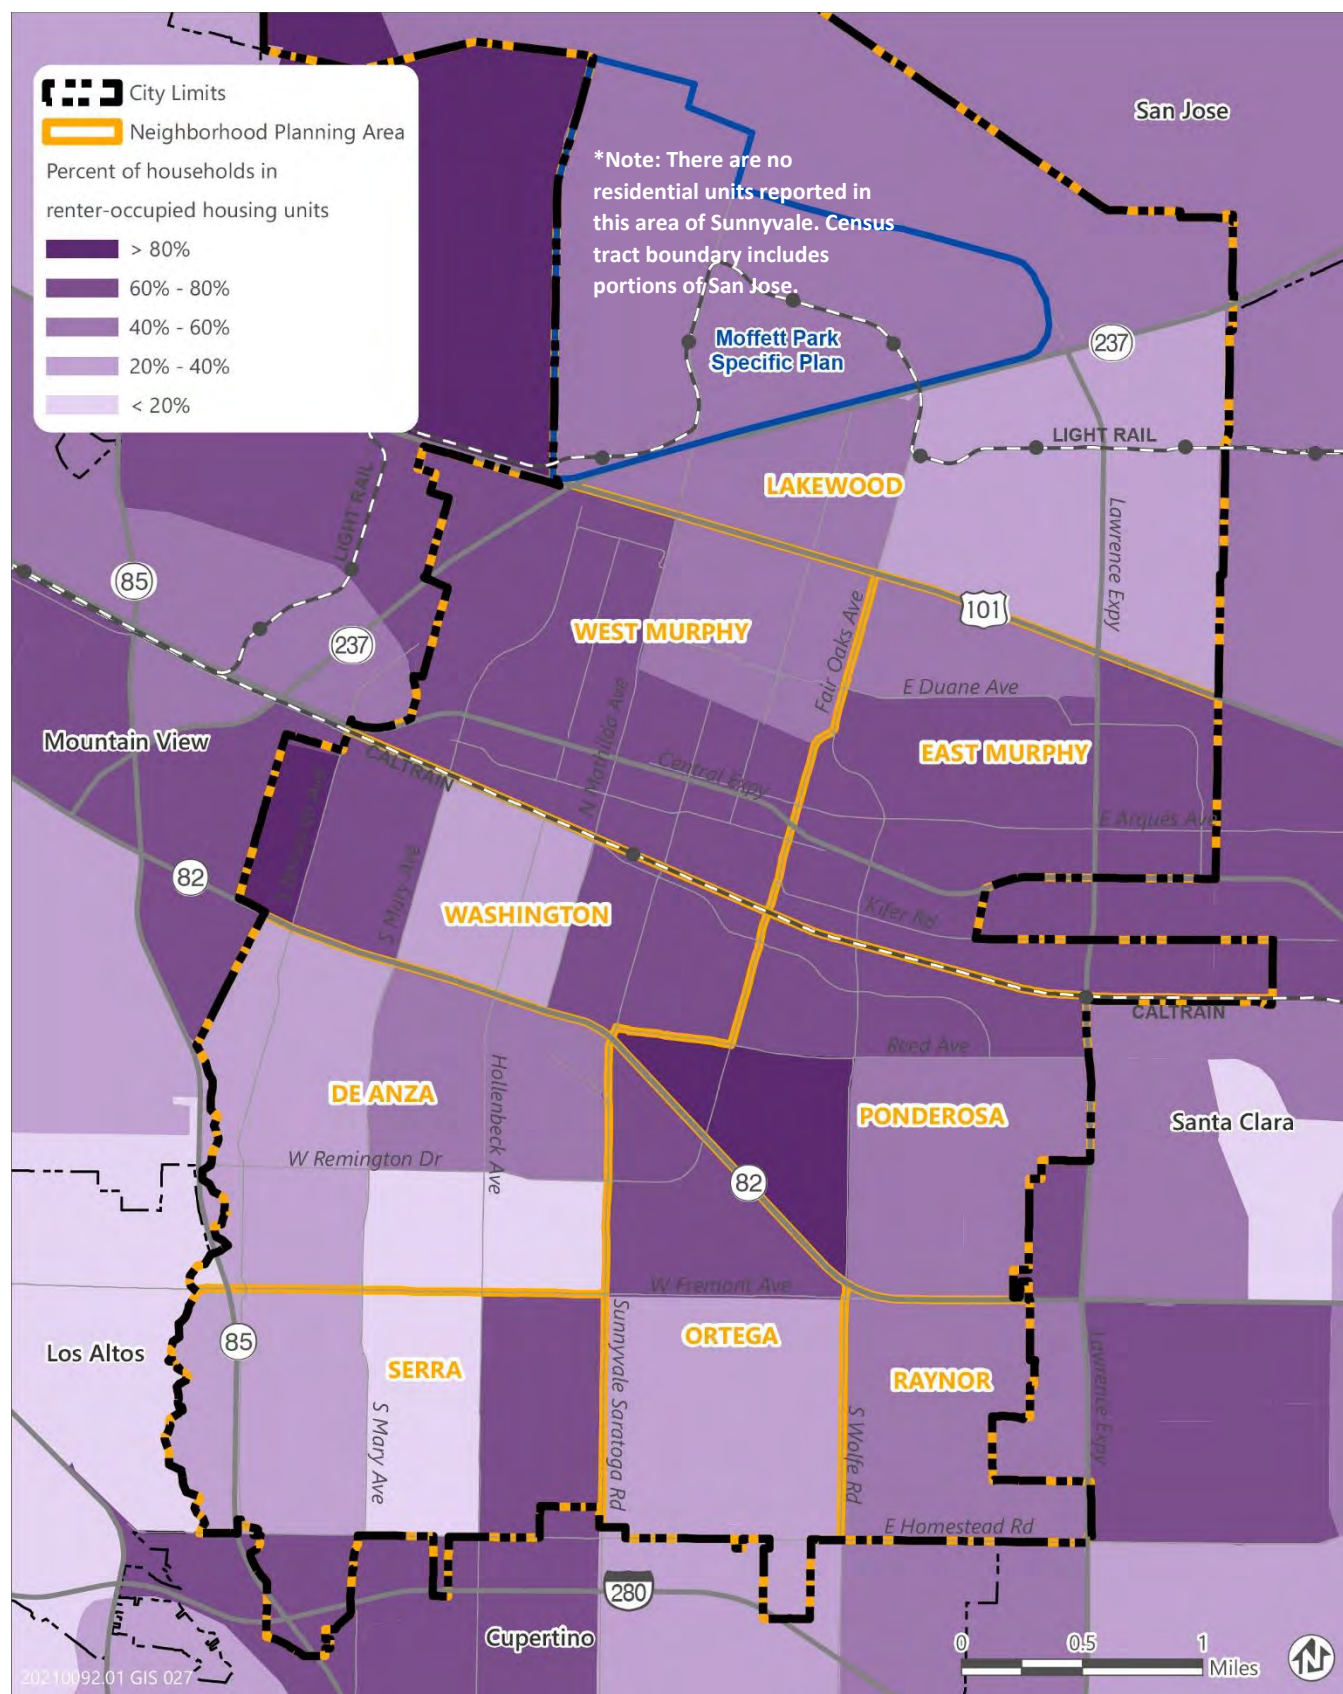 City Limits
Neighborhood Planning Area
Percent of households in
renter-occupied housing units
> 80%
60% - 80%
40% - 60%
20% - 40%
< 20%
San Jose
*Note: There are no
residential units reported in
this area of Sunnyvale. Census
tract boundary includes
portions of San Jose.
Moffett Park
Specific Plan
237
LIGHT RAIL
LAKEWOOD
LIGHT RAIL
Lawrence Expy
85
101
237
WEST MURPHY
Fair Oaks Ave
E Duane Ave
Mountain View
EAST MURPHY
CALTRAIN
N Mathilda Ave
Central Expy
E Arques Ave
82
S Mary Ave
WASHINGTON
Kifer Rd
CALTRAIN
Reed Ave
DE ANZA
Hollenbeck Ave
PONDEROSA
Santa Clara
W Remington Dr
82
W Fremont Ave
Los Altos
85
SERRA
Sunnyvale Saratoga Rd
ORTEGA
RAYNOR
Lawrence Expy
S Mary Ave
S Wolfe Rd
E Homestead Rd
280
Cupertino
0 0.5 1
Miles
N
20210092.01 GIS 027